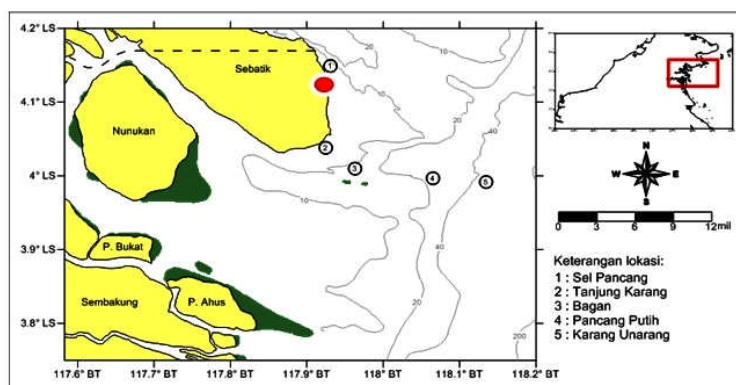 4.2° LS
4.1° LS
4° LS
3.9° LS
3.8° LS
117.6° BT
117.7° BT
117.8° BT
117.9° BT
118° BT
118.1° BT
118.2° BT
Sebatik
Nunukan
P. Bukat
Sembakung
P. Ahus
1
2
3
4
5
20
10
10
20
40
10
20
40
20
200
N
W E
S
0 3 6 9 12mil
Keterangan lokasi:
1 : Sel Pancang
2 : Tanjung Karang
3 : Bagan
4 : Pancang Putih
5 : Karang Unarang